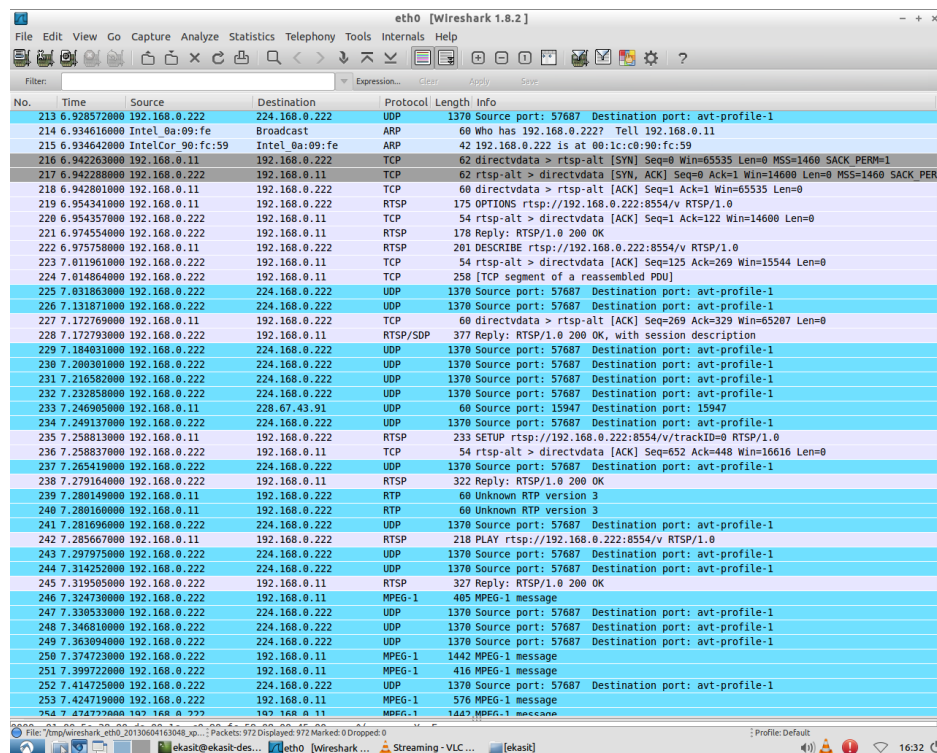 eth0 [Wireshark 1.8.2 ]
File Edit View Go Capture Analyze Statistics Telephony Tools Internals Help
Filter: Expression... Clear Apply Save
No. Time Source Destination Protocol Length Info
213 6.928572000 192.168.0.222 224.168.0.222 UDP 1370 Source port: 57687 Destination port: avt-profile-1
214 6.934616000 Intel_0a:09:fe Broadcast ARP 60 Who has 192.168.0.222? Tell 192.168.0.11
215 6.934642000 IntelCor_90:fc:59 Intel_0a:09:fe ARP 42 192.168.0.222 is at 00:1c:c0:90:fc:59
216 6.942263000 192.168.0.11 192.168.0.222 TCP 62 directvdata > rtsp-alt [SYN] Seq=0 Win=65535 Len=0 MSS=1460 SACK_PERM=1
217 6.942288000 192.168.0.222 192.168.0.11 TCP 62 rtsp-alt > directvdata [SYN, ACK] Seq=0 Ack=1 Win=14600 Len=0 MSS=1460 SACK_PER
218 6.942801000 192.168.0.11 192.168.0.222 TCP 60 directvdata > rtsp-alt [ACK] Seq=1 Ack=1 Win=65535 Len=0
219 6.954341000 192.168.0.11 192.168.0.222 RTSP 175 OPTIONS rtsp://192.168.0.222:8554/v RTSP/1.0
220 6.954357000 192.168.0.222 192.168.0.11 TCP 54 rtsp-alt > directvdata [ACK] Seq=1 Ack=122 Win=14600 Len=0
221 6.974554000 192.168.0.222 192.168.0.11 RTSP 178 Reply: RTSP/1.0 200 OK
222 6.975758000 192.168.0.11 192.168.0.222 RTSP 201 DESCRIBE rtsp://192.168.0.222:8554/v RTSP/1.0
223 7.011961000 192.168.0.222 192.168.0.11 TCP 54 rtsp-alt > directvdata [ACK] Seq=125 Ack=269 Win=15544 Len=0
224 7.014864000 192.168.0.222 192.168.0.11 TCP 258 [TCP segment of a reassembled PDU]
225 7.031863000 192.168.0.222 224.168.0.222 UDP 1370 Source port: 57687 Destination port: avt-profile-1
226 7.131871000 192.168.0.222 224.168.0.222 UDP 1370 Source port: 57687 Destination port: avt-profile-1
227 7.172769000 192.168.0.11 192.168.0.222 TCP 60 directvdata > rtsp-alt [ACK] Seq=269 Ack=329 Win=65207 Len=0
228 7.172793000 192.168.0.222 192.168.0.11 RTSP/SDP 377 Reply: RTSP/1.0 200 OK, with session description
229 7.184031000 192.168.0.222 224.168.0.222 UDP 1370 Source port: 57687 Destination port: avt-profile-1
230 7.200301000 192.168.0.222 224.168.0.222 UDP 1370 Source port: 57687 Destination port: avt-profile-1
231 7.216582000 192.168.0.222 224.168.0.222 UDP 1370 Source port: 57687 Destination port: avt-profile-1
232 7.232858000 192.168.0.222 224.168.0.222 UDP 1370 Source port: 57687 Destination port: avt-profile-1
233 7.246905000 192.168.0.11 228.67.43.91 UDP 60 Source port: 15947 Destination port: 15947
234 7.249137000 192.168.0.222 224.168.0.222 UDP 1370 Source port: 57687 Destination port: avt-profile-1
235 7.258813000 192.168.0.11 192.168.0.222 RTSP 233 SETUP rtsp://192.168.0.222:8554/v/trackID=0 RTSP/1.0
236 7.258837000 192.168.0.222 192.168.0.11 TCP 54 rtsp-alt > directvdata [ACK] Seq=652 Ack=448 Win=16616 Len=0
237 7.265419000 192.168.0.222 224.168.0.222 UDP 1370 Source port: 57687 Destination port: avt-profile-1
238 7.279164000 192.168.0.222 192.168.0.11 RTSP 322 Reply: RTSP/1.0 200 OK
239 7.280149000 192.168.0.11 192.168.0.222 RTP 60 Unknown RTP version 3
240 7.280160000 192.168.0.11 192.168.0.222 RTP 60 Unknown RTP version 3
241 7.281696000 192.168.0.222 224.168.0.222 UDP 1370 Source port: 57687 Destination port: avt-profile-1
242 7.285667000 192.168.0.11 192.168.0.222 RTSP 218 PLAY rtsp://192.168.0.222:8554/v RTSP/1.0
243 7.297975000 192.168.0.222 224.168.0.222 UDP 1370 Source port: 57687 Destination port: avt-profile-1
244 7.314252000 192.168.0.222 224.168.0.222 UDP 1370 Source port: 57687 Destination port: avt-profile-1
245 7.319505000 192.168.0.222 192.168.0.11 RTSP 327 Reply: RTSP/1.0 200 OK
246 7.324730000 192.168.0.222 192.168.0.11 MPEG-1 405 MPEG-1 message
247 7.330533000 192.168.0.222 224.168.0.222 UDP 1370 Source port: 57687 Destination port: avt-profile-1
248 7.346810000 192.168.0.222 224.168.0.222 UDP 1370 Source port: 57687 Destination port: avt-profile-1
249 7.363094000 192.168.0.222 224.168.0.222 UDP 1370 Source port: 57687 Destination port: avt-profile-1
250 7.374723000 192.168.0.222 192.168.0.11 MPEG-1 1442 MPEG-1 message
251 7.399722000 192.168.0.222 192.168.0.11 MPEG-1 416 MPEG-1 message
252 7.414725000 192.168.0.222 224.168.0.222 UDP 1370 Source port: 57687 Destination port: avt-profile-1
253 7.424719000 192.168.0.222 192.168.0.11 MPEG-1 576 MPEG-1 message
254 7.474722000 192.168.0.222 192.168.0.11 MPEG-1 1442 MPEG-1 message
File: "/tmp/wireshark_eth0_20130604163048_xp... Packets: 972 Displayed: 972 Marked: 0 Dropped: 0 Profile: Default
ekasit@ekasit-des... eth0 [Wireshark ... Streaming - VLC ... [ekasit] 16:32